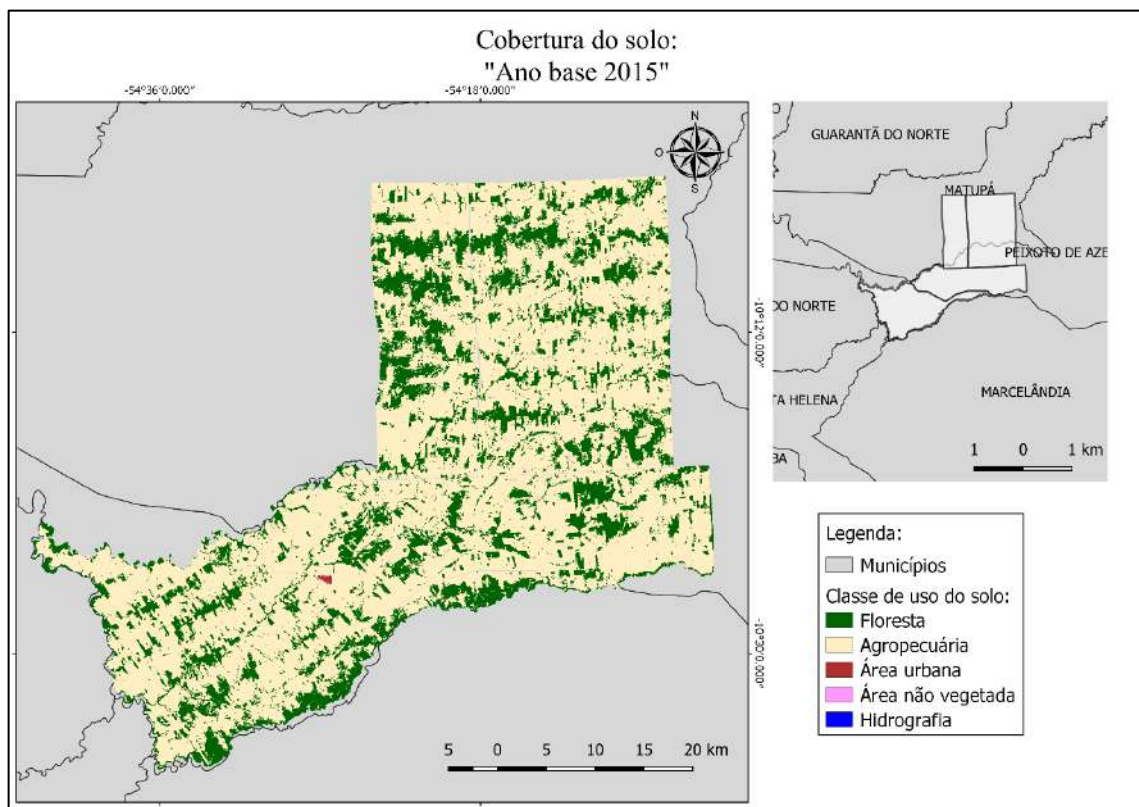 Cobertura do solo:
"Ano base 2015"
-54°36'0.000"
-54°18'0.000"
N
O
L
S
-10°12'0.000"
-10°30'0.000"
5 0 5 10 15 20 km
GUARANTÃ DO NORTE
MATUPÁ
PEIXOTO DE AZE
DO NORTE
TA HELENA
MARCELÂNDIA
BA
1 0 1 km
Legenda:
Municípios
Classe de uso do solo:
Floresta
Agropecuária
Área urbana
Área não vegetada
Hidrografia